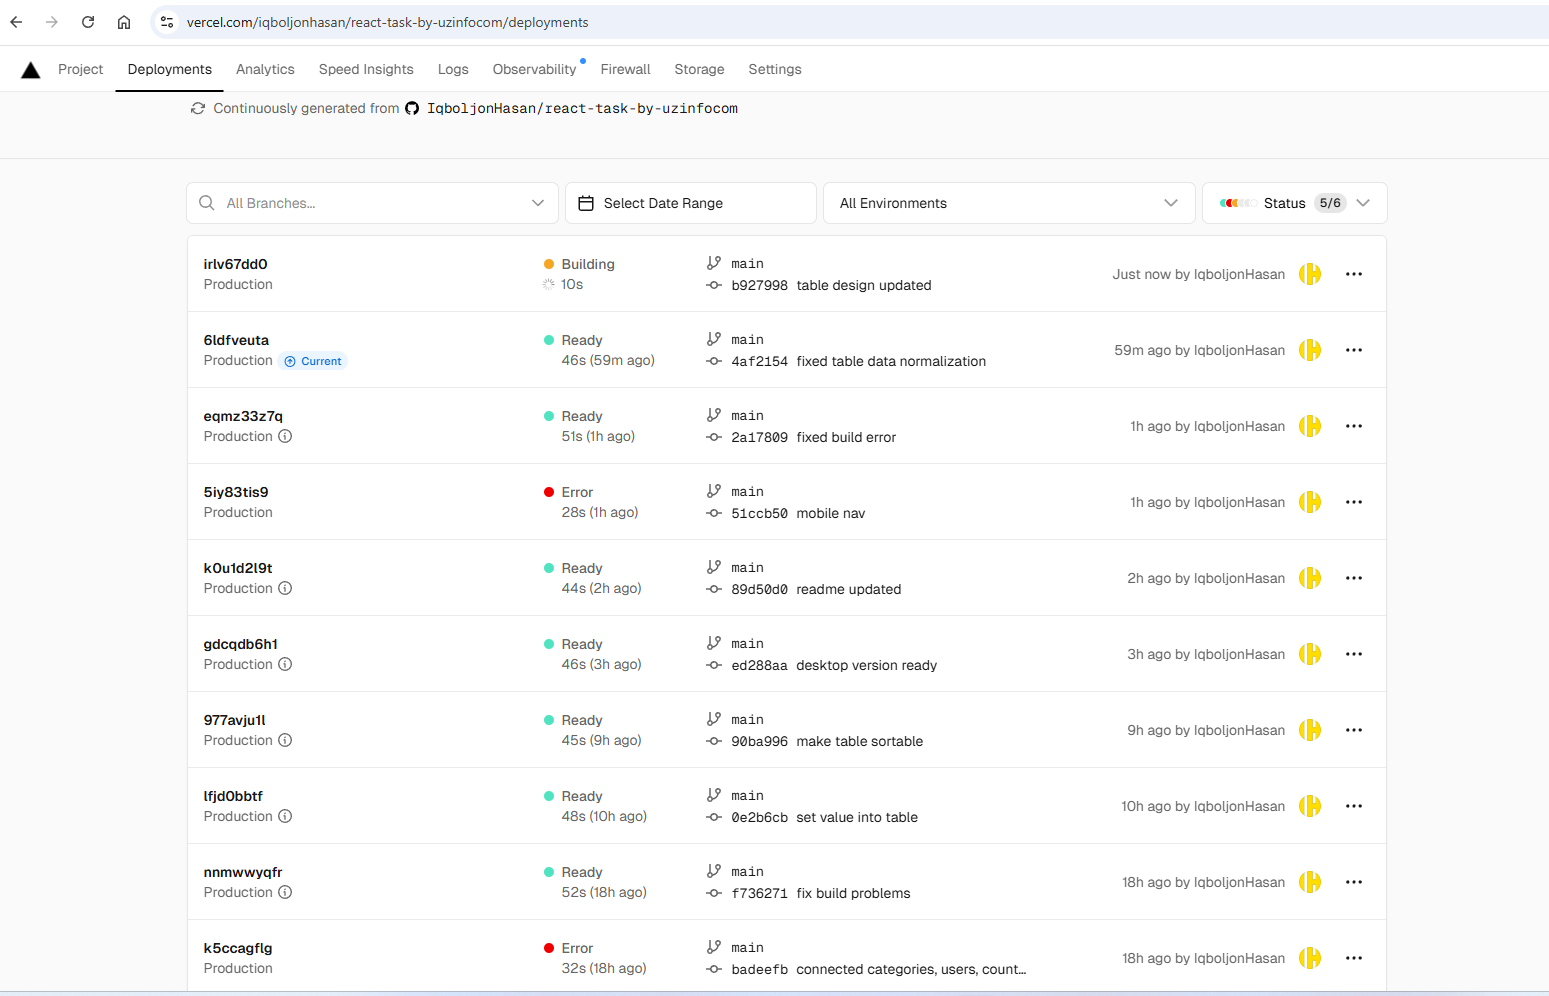 vercel.com/iqboljonhasan/react-task-by-uzinfocom/deployments
Project Deployments Analytics Speed Insights Logs Observability Firewall Storage Settings
Continuously generated from IqboljonHasan/react-task-by-uzinfocom
All Branches... Select Date Range All Environments Status 5/6
irlv67dd0 Building main
Production 10s b927998 table design updated Just now by IqboljonHasan
6ldfveuta Ready main
Production Current 46s (59m ago) 4af2154 fixed table data normalization 59m ago by IqboljonHasan
eqmz33z7q Ready main
Production 51s (1h ago) 2a17809 fixed build error 1h ago by IqboljonHasan
5iy83tis9 Error main
Production 28s (1h ago) 51ccb50 mobile nav 1h ago by IqboljonHasan
k0u1d2l9t Ready main
Production 44s (2h ago) 89d50d0 readme updated 2h ago by IqboljonHasan
gdcqdb6h1 Ready main
Production 46s (3h ago) ed288aa desktop version ready 3h ago by IqboljonHasan
977avju1l Ready main
Production 45s (9h ago) 90ba996 make table sortable 9h ago by IqboljonHasan
lfjd0bbtf Ready main
Production 48s (10h ago) 0e2b6cb set value into table 10h ago by IqboljonHasan
nnmwwyqfr Ready main
Production 52s (18h ago) f736271 fix build problems 18h ago by IqboljonHasan
k5ccagflg Error main
Production 32s (18h ago) badeefb connected categories, users, count... 18h ago by IqboljonHasan